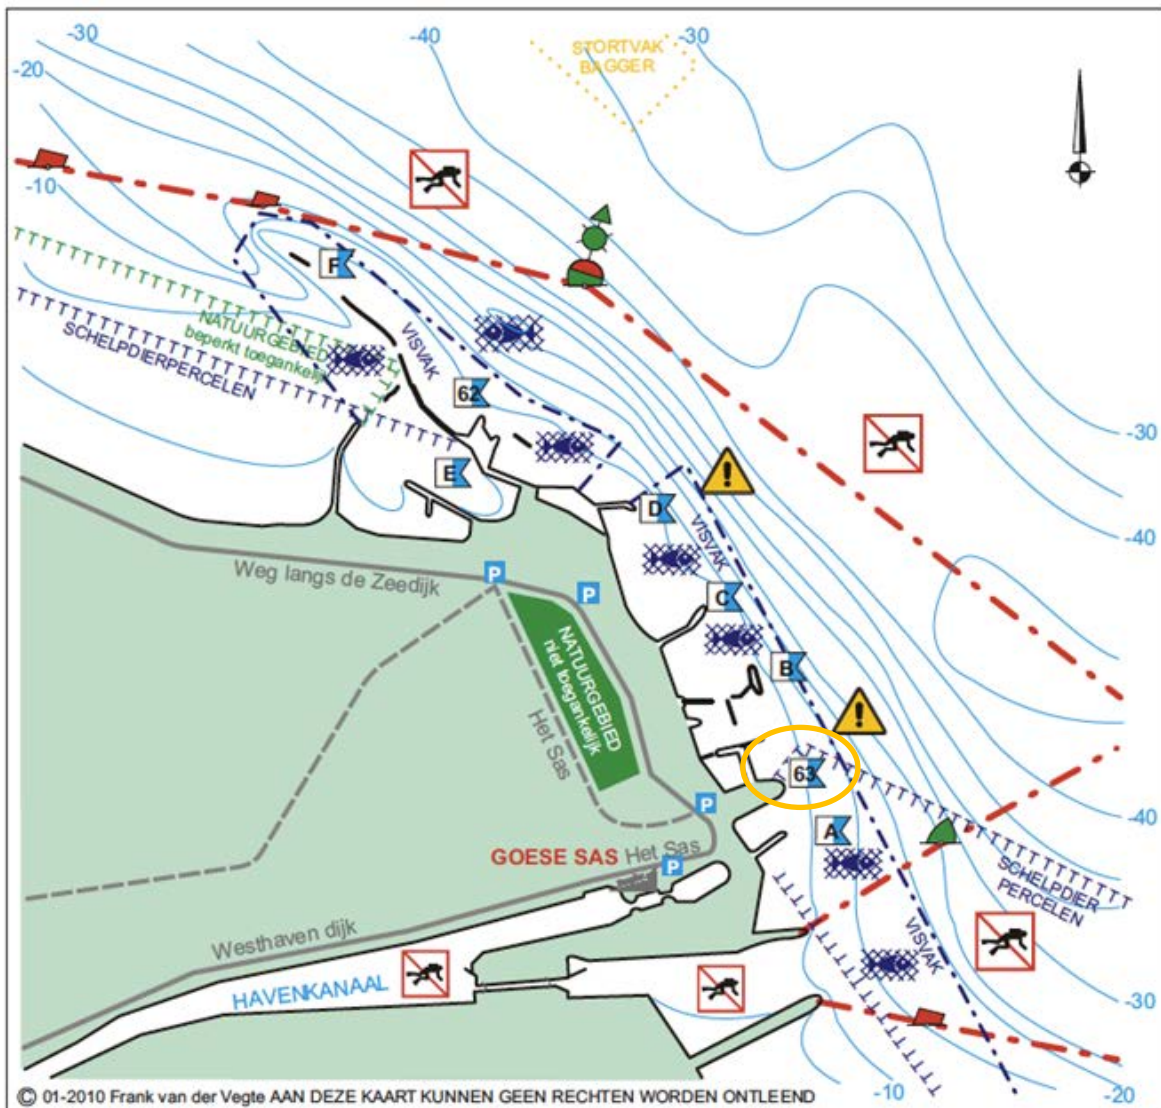 -30
-40
-30
-20
STORTVAK
BAGGER
-10
F
NATUURGEBIED
beperkt toegankelijk
SCHELPDIERPERCELEN
VISVAK
62
E
-30
D
VISVAK
-40
Weg langs de Zeedijk
P
P
C
NATUURGEBIED
niet toegankelijk
B
Het Sas
63
P
A
-40
GOESE SAS Het Sas
P
SCHELPDIER
PERCELEN
Westhaven dijk
VISVAK
HAVENKANAAL
-30
-10
-20
© 01-2010 Frank van der Vegte AAN DEZE KAART KUNNEN GEEN RECHTEN WORDEN ONTLEEND